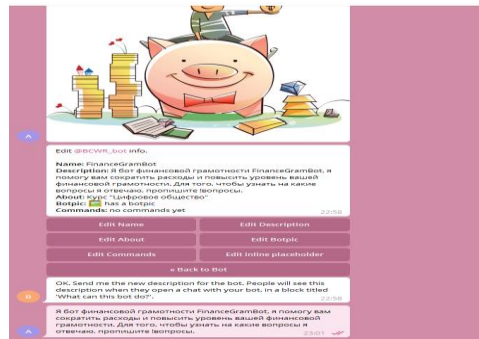 Edit @BCWR_bot info.
Name: FinanceGramBot
Description: Я бот финансовой грамотности FinanceGramBot, я
помогу вам сократить расходы и повысить уровень вашей
финансовой грамотности. Для того, чтобы узнать на какие
вопросы я отвечаю, пропишите !вопросы.
About: Курс "Цифровое общество"
Botpic: has a botpic
Commands: no commands yet
22:58
Edit Name Edit Description
Edit About Edit Botpic
Edit Commands Edit Inline placeholder
« Back to Bot
OK. Send me the new description for the bot. People will see this
description when they open a chat with your bot, in a block titled
'What can this bot do?'.
22:58
Я бот финансовой грамотности FinanceGramBot, я помогу вам
сократить расходы и повысить уровень вашей финансовой
грамотности. Для того, чтобы узнать на какие вопросы я
отвечаю, пропишите !вопросы.
23:01
A
B
A